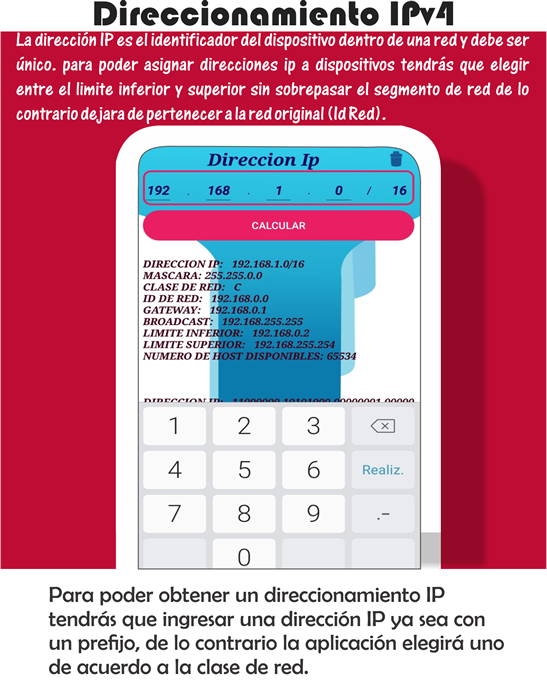 Direccionamiento IPv4
La dirección IP es el identificador del dispositivo dentro de una red y debe ser
único. para poder asignar direcciones ip a dispositivos tendrás que elegir
entre el limite inferior y superior sin sobrepasar el segmento de red de lo
contrario dejara de pertenecer a la red original (Id Red).
Direccion Ip
192 . 168 . 1 . 0 / 16
CALCULAR
DIRECCION IP: 192.168.1.0/16
MASCARA: 255.255.0.0
CLASE DE RED: C
ID DE RED: 192.168.0.0
GATEWAY: 192.168.0.1
BROADCAST: 192.168.255.255
LIMITE INFERIOR: 192.168.0.2
LIMITE SUPERIOR: 192.168.255.254
NUMERO DE HOST DISPONIBLES: 65534
DIRECCION IP: 11000000.10101000.00000001.00000
1 2 3
4 5 6 Realiz.
7 8 9 .-
0
Para poder obtener un direccionamiento IP
tendrás que ingresar una dirección IP ya sea con
un prefijo, de lo contrario la aplicación elegirá uno
de acuerdo a la clase de red.